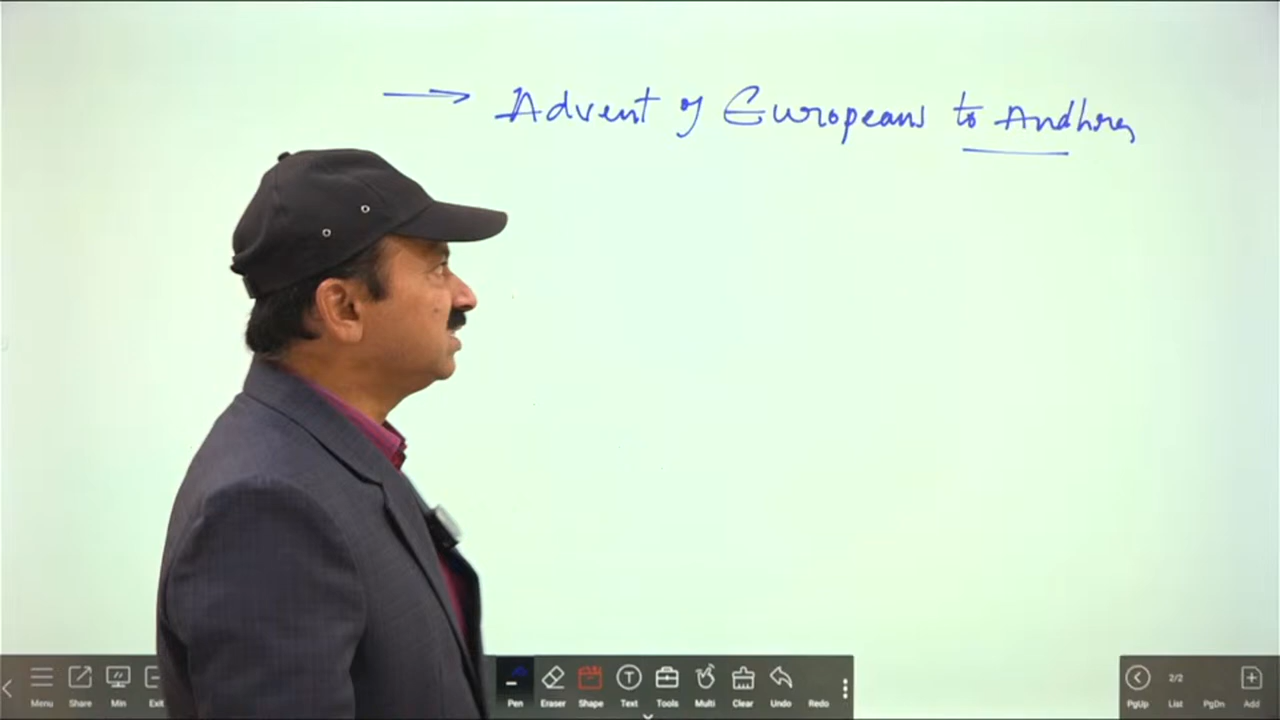 → Advent of Europeans to Andhra
Menu Share Min Exit Pen Eraser Shape Text Tools Multi Clear Undo Redo PgUp 2/2 List PgDn Add